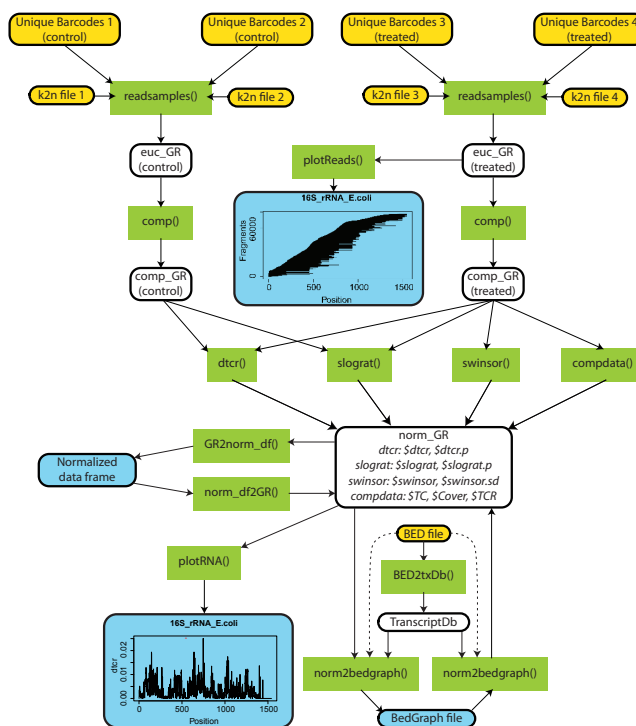 Unique Barcodes 1
(control)
Unique Barcodes 2
(control)
Unique Barcodes 3
(treated)
Unique Barcodes 4
(treated)
k2n file 1
readsamples()
k2n file 2
k2n file 3
readsamples()
k2n file 4
euc_GR
(control)
plotReads()
euc_GR
(treated)
16S_rRNA_E.coli
Fragments
0
60000
0
500
1000
1500
Position
comp()
comp()
comp_GR
(control)
comp_GR
(treated)
dtcr()
slograt()
swinsor()
compdata()
norm_GR
dtcr: $dtcr, $dtcr.p
slograt: $slograt, $slograt.p
swinsor: $swinsor, $swinsor.sd
compdata: $TC, $Cover, $TCR
GR2norm_df()
Normalized
data frame
norm_df2GR()
BED file
plotRNA()
BED2txDb()
TranscriptDb
16S_rRNA_E.coli
dtcr
0.00
0.01
0.02
0
500
1000
1500
Position
norm2bedgraph()
norm2bedgraph()
BedGraph file